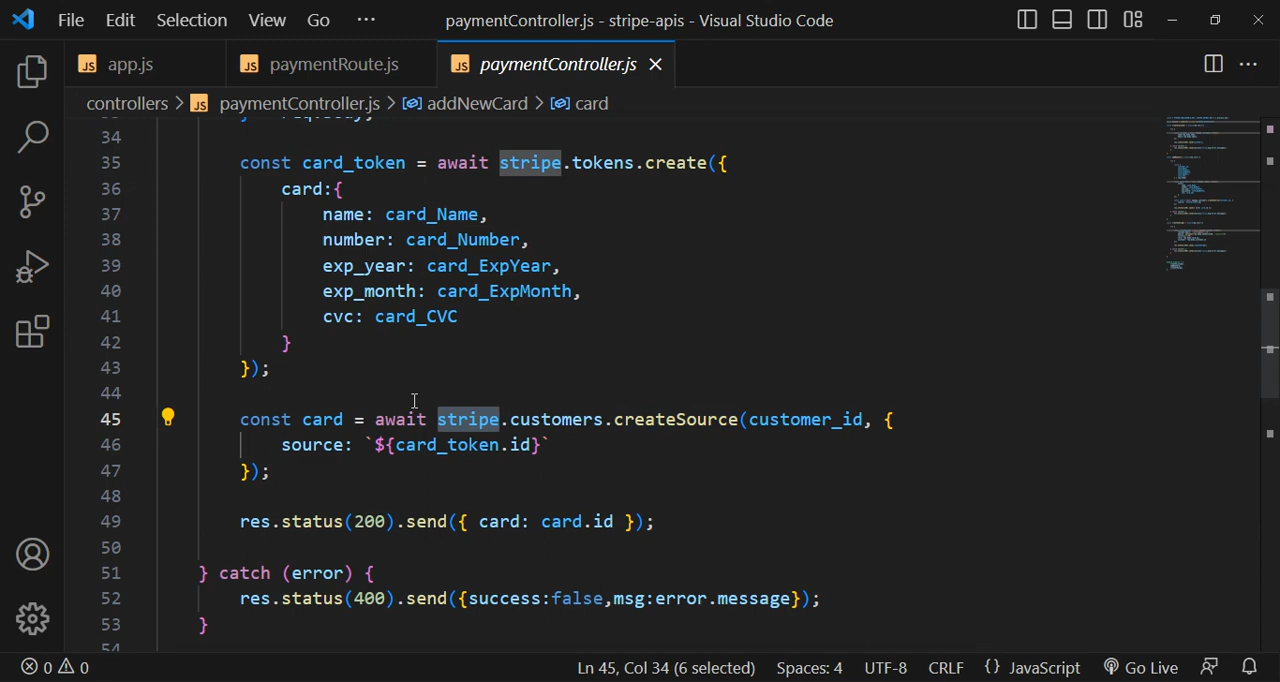 File Edit Selection View Go ··· paymentController.js - stripe-apis - Visual Studio Code
JS app.js JS paymentRoute.js JS paymentController.js
controllers > JS paymentController.js > addNewCard > card
34
35 const card_token = await stripe.tokens.create({
36 card:{
37 name: card_Name,
38 number: card_Number,
39 exp_year: card_ExpYear,
40 exp_month: card_ExpMonth,
41 cvc: card_CVC
42 }
43 });
44
45 const card = await stripe.customers.createSource(customer_id, {
46 source: `${card_token.id}`
47 });
48
49 res.status(200).send({ card: card.id });
50
51 } catch (error) {
52 res.status(400).send({success:false,msg:error.message});
53 }
54
0 0 Ln 45, Col 34 (6 selected) Spaces: 4 UTF-8 CRLF {} JavaScript Go Live